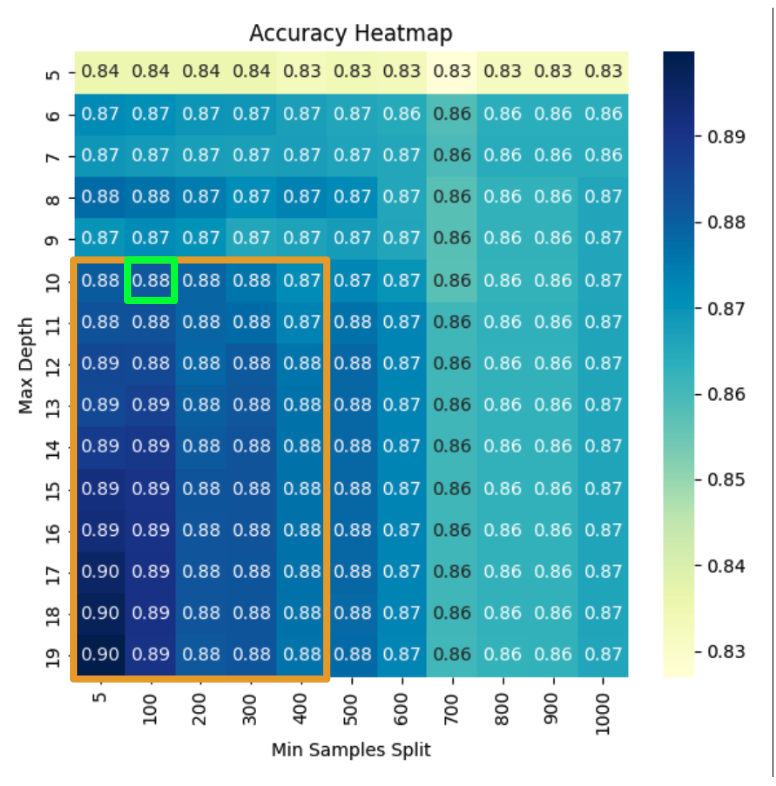 Accuracy Heatmap
5 0.84 0.84 0.84 0.84 0.83 0.83 0.83 0.83 0.83 0.83 0.83
6 0.87 0.87 0.87 0.87 0.87 0.87 0.86 0.86 0.86 0.86 0.86
7 0.87 0.87 0.87 0.87 0.87 0.87 0.87 0.86 0.86 0.86 0.86
8 0.88 0.88 0.87 0.87 0.87 0.87 0.87 0.86 0.86 0.86 0.87
9 0.87 0.87 0.87 0.87 0.87 0.87 0.87 0.86 0.86 0.86 0.87
10 0.88 0.88 0.88 0.88 0.87 0.87 0.87 0.86 0.86 0.86 0.87
11 0.88 0.88 0.88 0.88 0.87 0.88 0.87 0.86 0.86 0.86 0.87
12 0.89 0.88 0.88 0.88 0.88 0.88 0.87 0.86 0.86 0.86 0.87
13 0.89 0.89 0.88 0.88 0.88 0.88 0.87 0.86 0.86 0.86 0.87
14 0.89 0.89 0.88 0.88 0.88 0.88 0.87 0.86 0.86 0.86 0.87
15 0.89 0.89 0.88 0.88 0.88 0.88 0.87 0.86 0.86 0.86 0.87
16 0.89 0.89 0.88 0.88 0.88 0.88 0.87 0.86 0.86 0.86 0.87
17 0.90 0.89 0.88 0.88 0.88 0.88 0.87 0.86 0.86 0.86 0.87
18 0.90 0.89 0.88 0.88 0.88 0.88 0.87 0.86 0.86 0.86 0.87
19 0.90 0.89 0.88 0.88 0.88 0.88 0.87 0.86 0.86 0.86 0.87
Max Depth
5 100 200 300 400 500 600 700 800 900 1000
Min Samples Split
0.89
0.88
0.87
0.86
0.85
0.84
0.83